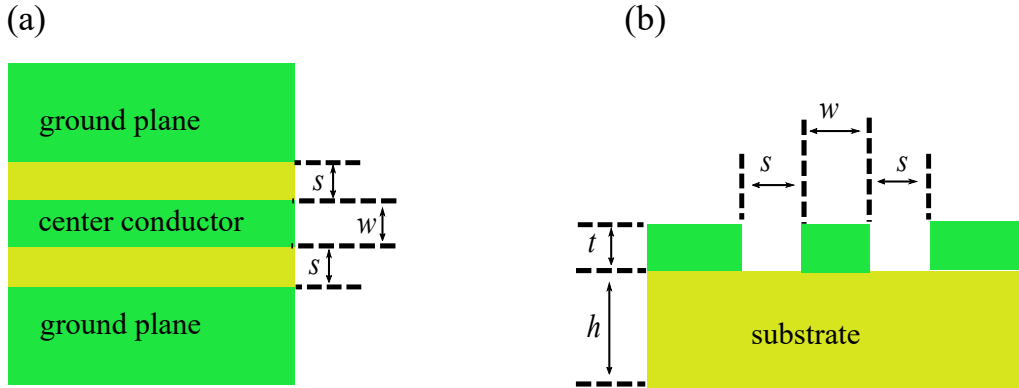 (a)
ground plane
s
center conductor
w
s
ground plane
(b)
w
s
s
t
h
substrate